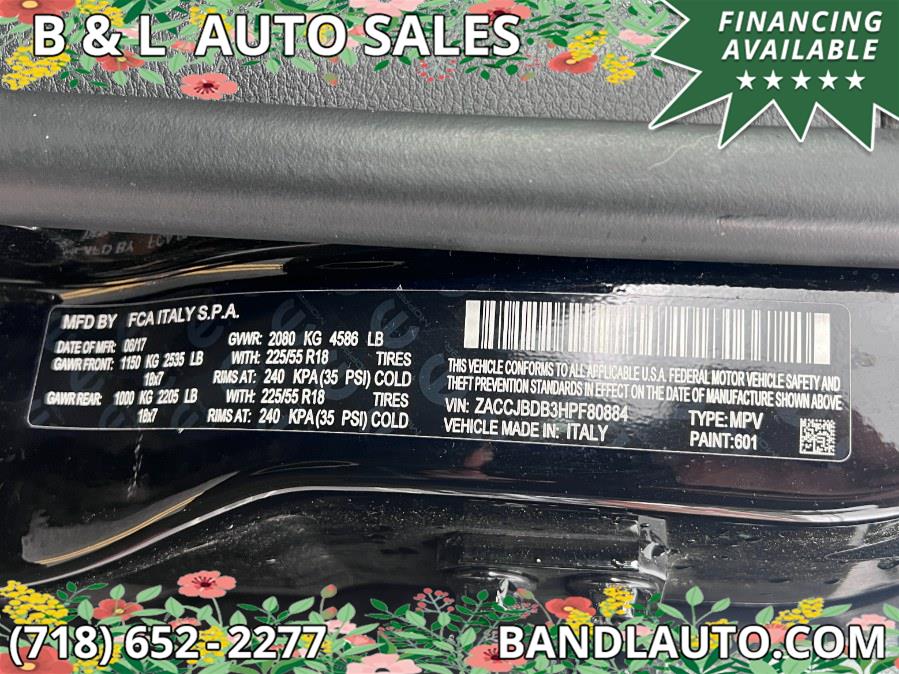 B & L AUTO SALES
FINANCING
AVAILABLE
MFD BY FCA ITALY S.P.A.
DATE OF MFR: 08/17 GVWR: 2080 KG 4586 LB
GAWR FRONT: 1150 KG 2535 LB WITH: 225/55 R18 TIRES
18x7 RIMS AT: 240 KPA(35 PSI) COLD
GAWR REAR: 1000 KG 2205 LB WITH: 225/55 R18 TIRES
18x7 RIMS AT: 240 KPA(35 PSI) COLD
THIS VEHICLE CONFORMS TO ALL APPLICABLE U.S.A. FEDERAL MOTOR VEHICLE SAFETY AND
THEFT PREVENTION STANDARDS IN EFFECT ON THE DATE OF MANUFACTURE SHOWN ABOVE
VIN: ZACCJBDB3HPF80884 TYPE: MPV
VEHICLE MADE IN: ITALY PAINT: 601
(718) 652-2277
BANDLAUTO.COM